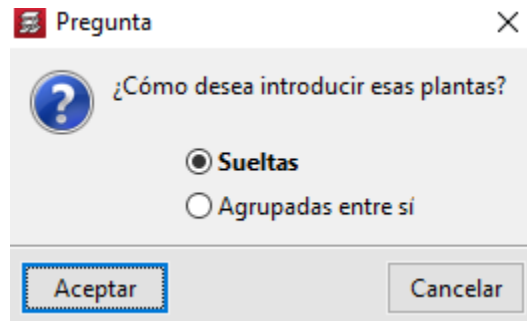 Pregunta
¿Cómo desea introducir esas plantas?
Sueltas
Agrupadas entre sí
Aceptar
Cancelar